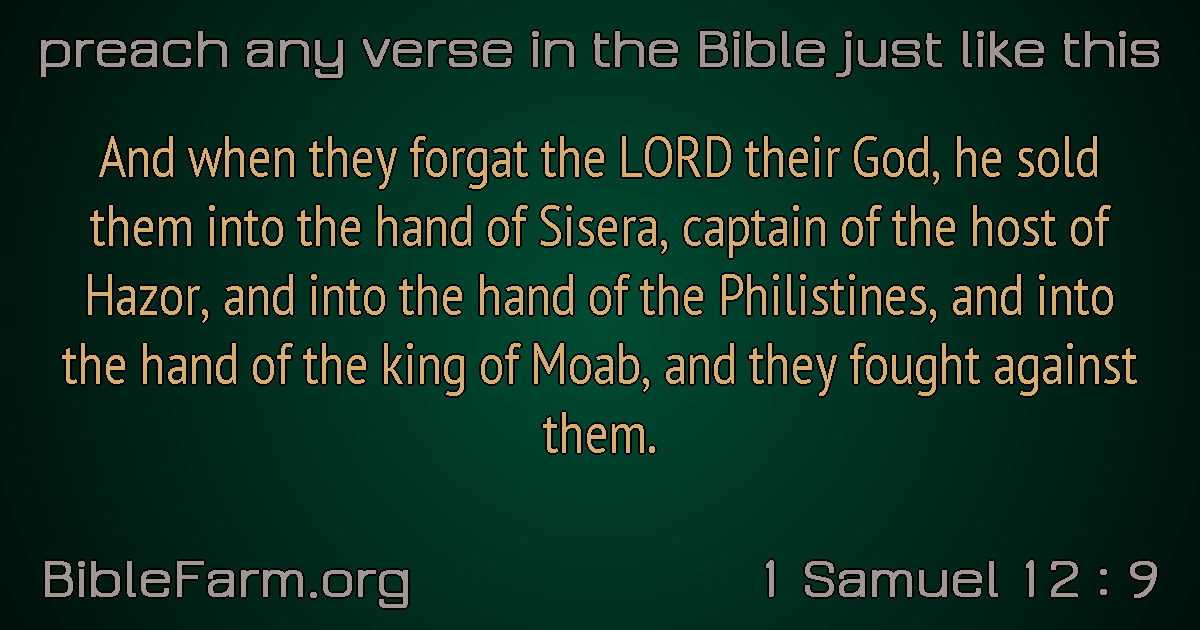 preach any verse in the Bible just like this
And when they forgat the LORD their God, he sold
them into the hand of Sisera, captain of the host of
Hazor, and into the hand of the Philistines, and into
the hand of the king of Moab, and they fought against
them.
BibleFarm.org
1 Samuel 12 : 9